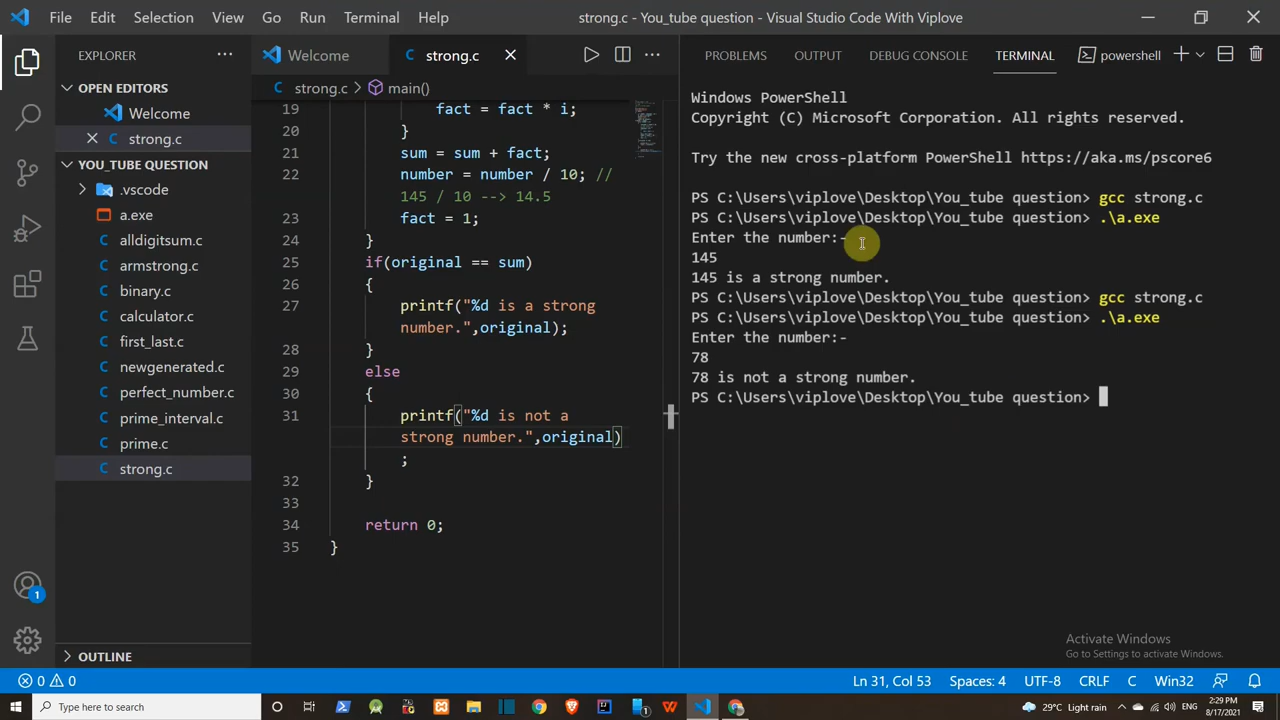 File Edit Selection View Go Run Terminal Help strong.c - You_tube question - Visual Studio Code With Viplove
EXPLORER
OPEN EDITORS
Welcome
strong.c
YOU_TUBE QUESTION
.vscode
a.exe
alldigitsum.c
armstrong.c
binary.c
calculator.c
first_last.c
newgenerated.c
perfect_number.c
prime_interval.c
prime.c
strong.c
OUTLINE
Welcome strong.c
strong.c > main()
19 fact = fact * i;
20 }
21 sum = sum + fact;
22 number = number / 10; //
145 / 10 --> 14.5
23 fact = 1;
24 }
25 if(original == sum)
26 {
27 printf("%d is a strong
number.",original);
28 }
29 else
30 {
31 printf("%d is not a
strong number.",original)
;
32 }
33
34 return 0;
35 }
PROBLEMS OUTPUT DEBUG CONSOLE TERMINAL powershell
Windows PowerShell
Copyright (C) Microsoft Corporation. All rights reserved.
Try the new cross-platform PowerShell https://aka.ms/pscore6
PS C:\Users\viplove\Desktop\You_tube question> gcc strong.c
PS C:\Users\viplove\Desktop\You_tube question> .\a.exe
Enter the number:-
145
145 is a strong number.
PS C:\Users\viplove\Desktop\You_tube question> gcc strong.c
PS C:\Users\viplove\Desktop\You_tube question> .\a.exe
Enter the number:-
78
78 is not a strong number.
PS C:\Users\viplove\Desktop\You_tube question>
Activate Windows
Go to Settings to activate Windows.
1
0 0 Ln 31, Col 53 Spaces: 4 UTF-8 CRLF C Win32
Type here to search
29°C Light rain ENG 2:29 PM
8/17/2021